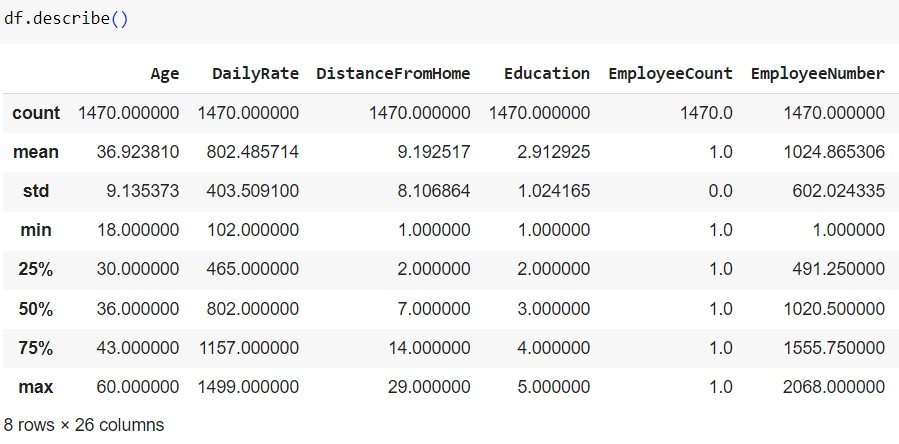 df.describe()
Age DailyRate DistanceFromHome Education EmployeeCount EmployeeNumber
count 1470.000000 1470.000000 1470.000000 1470.000000 1470.0 1470.000000
mean 36.923810 802.485714 9.192517 2.912925 1.0 1024.865306
std 9.135373 403.509100 8.106864 1.024165 0.0 602.024335
min 18.000000 102.000000 1.000000 1.000000 1.0 1.000000
25% 30.000000 465.000000 2.000000 2.000000 1.0 491.250000
50% 36.000000 802.000000 7.000000 3.000000 1.0 1020.500000
75% 43.000000 1157.000000 14.000000 4.000000 1.0 1555.750000
max 60.000000 1499.000000 29.000000 5.000000 1.0 2068.000000
8 rows × 26 columns